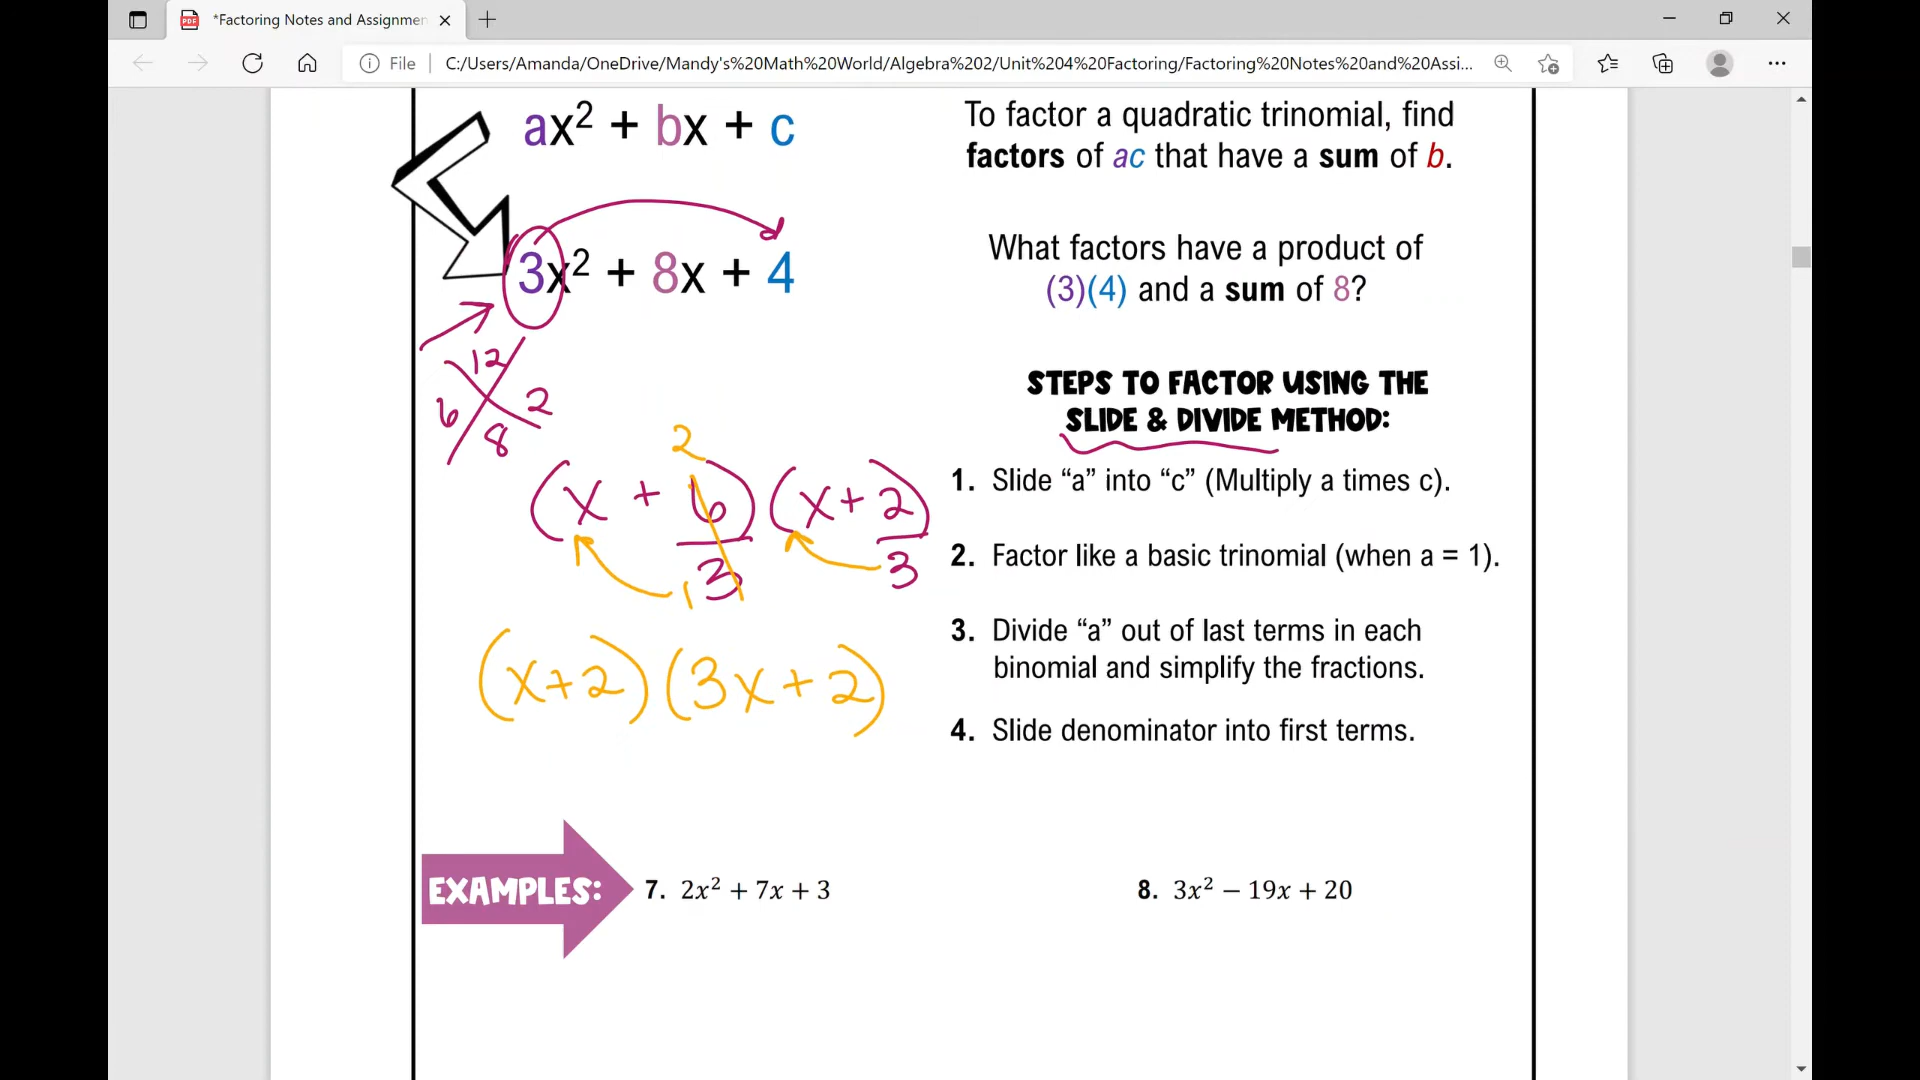 *Factoring Notes and Assignmen
File
C:/Users/Amanda/OneDrive/Mandy's%20Math%20World/Algebra%202/Unit%204%20Factoring/Factoring%20Notes%20and%20Assi...
ax² + bx + c
To factor a quadratic trinomial, find
factors of ac that have a sum of b.
3x² + 8x + 4
What factors have a product of
(3)(4) and a sum of 8?
12
6 2
8
STEPS TO FACTOR USING THE
SLIDE & DIVIDE METHOD:
2
(x + 6/3)(x + 2/3)
1
(x+2)(3x+2)
1. Slide “a” into “c” (Multiply a times c).
2. Factor like a basic trinomial (when a = 1).
3. Divide “a” out of last terms in each
binomial and simplify the fractions.
4. Slide denominator into first terms.
EXAMPLES:
7. 2x² + 7x + 3
8. 3x² − 19x + 20